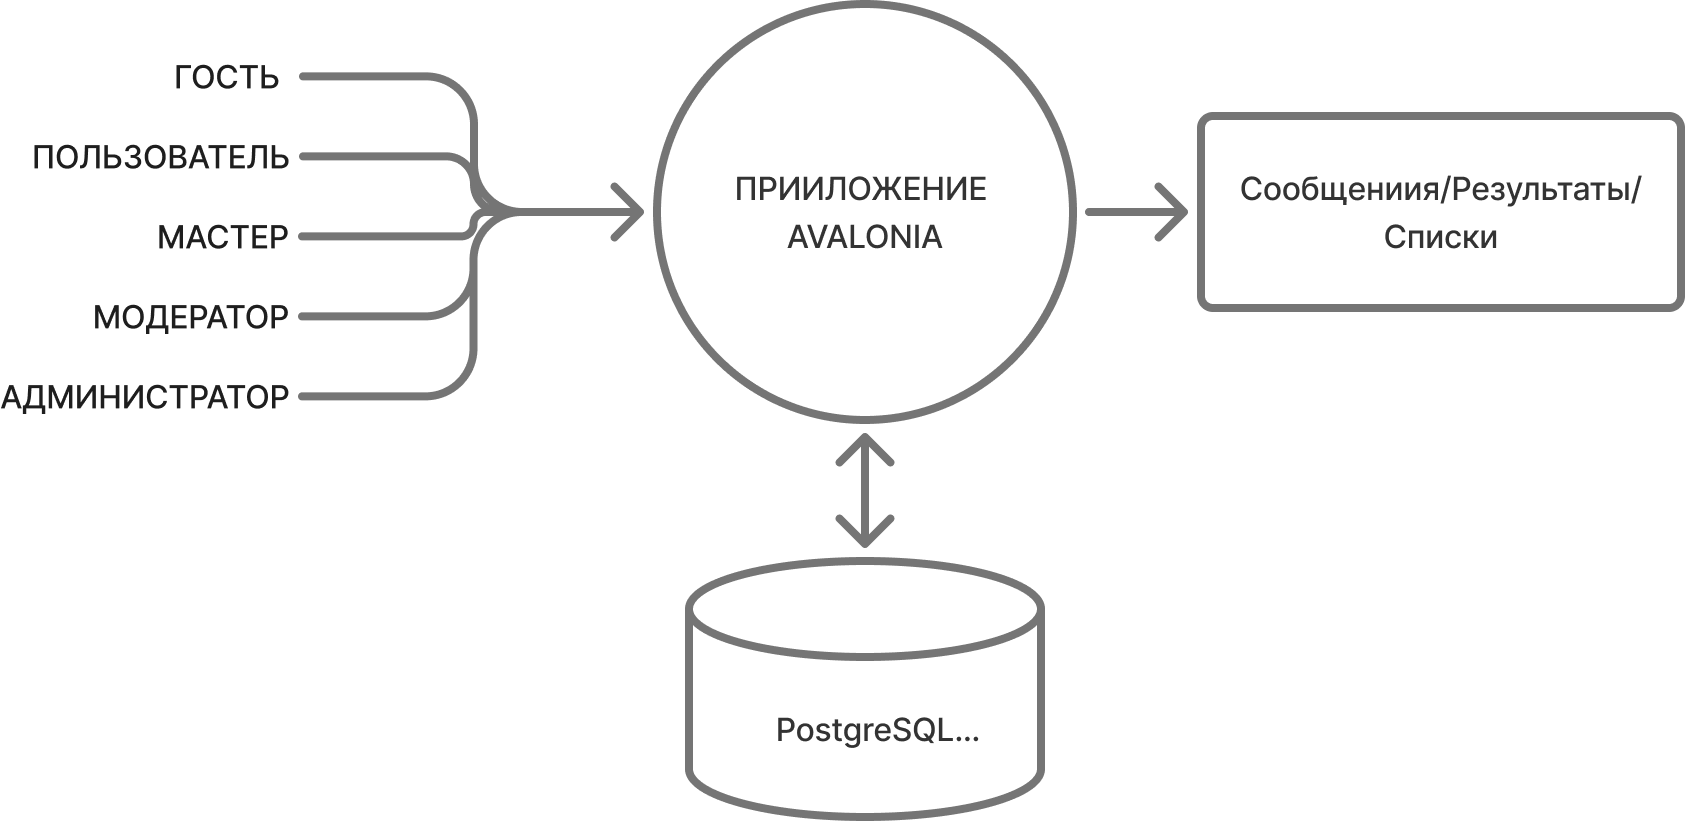 ГОСТЬ
ПОЛЬЗОВАТЕЛЬ
МАСТЕР
МОДЕРАТОР
АДМИНИСТРАТОР
ПРИИЛОЖЕНИЕ
AVALONIA
Сообщениия/Результаты/
Списки
PostgreSQL...